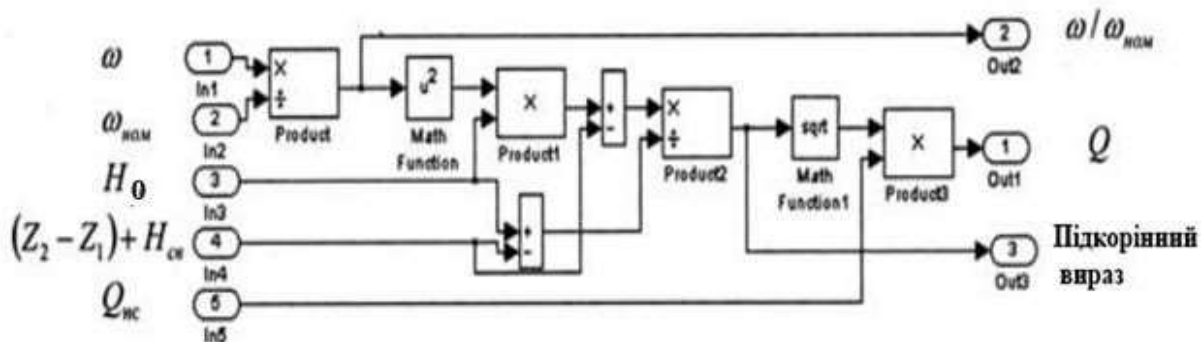 ω
1
In1
ω_ном
2
In2
H_0
3
In3
(Z_2 − Z_1) + H_св
4
In4
Q_нс
5
In5
×
÷
Product
u^2
Math
Function
×
Product1
+
−
+
−
×
÷
Product2
sqrt
Math
Function1
×
Product3
2
Out2
ω/ω_ном
1
Out1
Q
3
Out3
Підкорінний
вираз